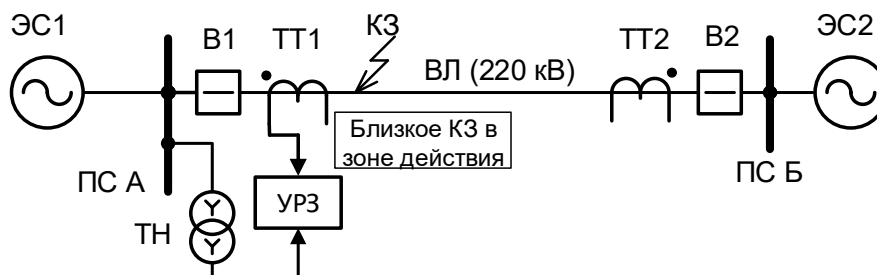 ЭС1
В1
ТТ1
КЗ
ВЛ (220 кВ)
ТТ2
В2
ЭС2
Близкое КЗ в
зоне действия
ПС А
ПС Б
УРЗ
ТН